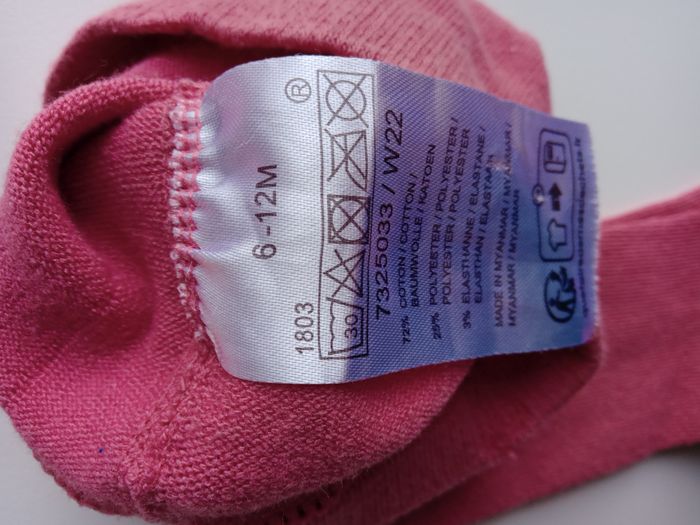 ®
6-12M
1803
30
7325033 / W22
72% COTON / COTTON /
BAUMWOLLE / KATOEN
25% POLYESTER / POLYESTER /
POLYESTER / POLYESTER
3% ELASTHANNE / ELASTANE /
ELASTHAN / ELASTAAN
MADE IN MYANMAR / MYANMAR /
MYANMAR / MYANMAR